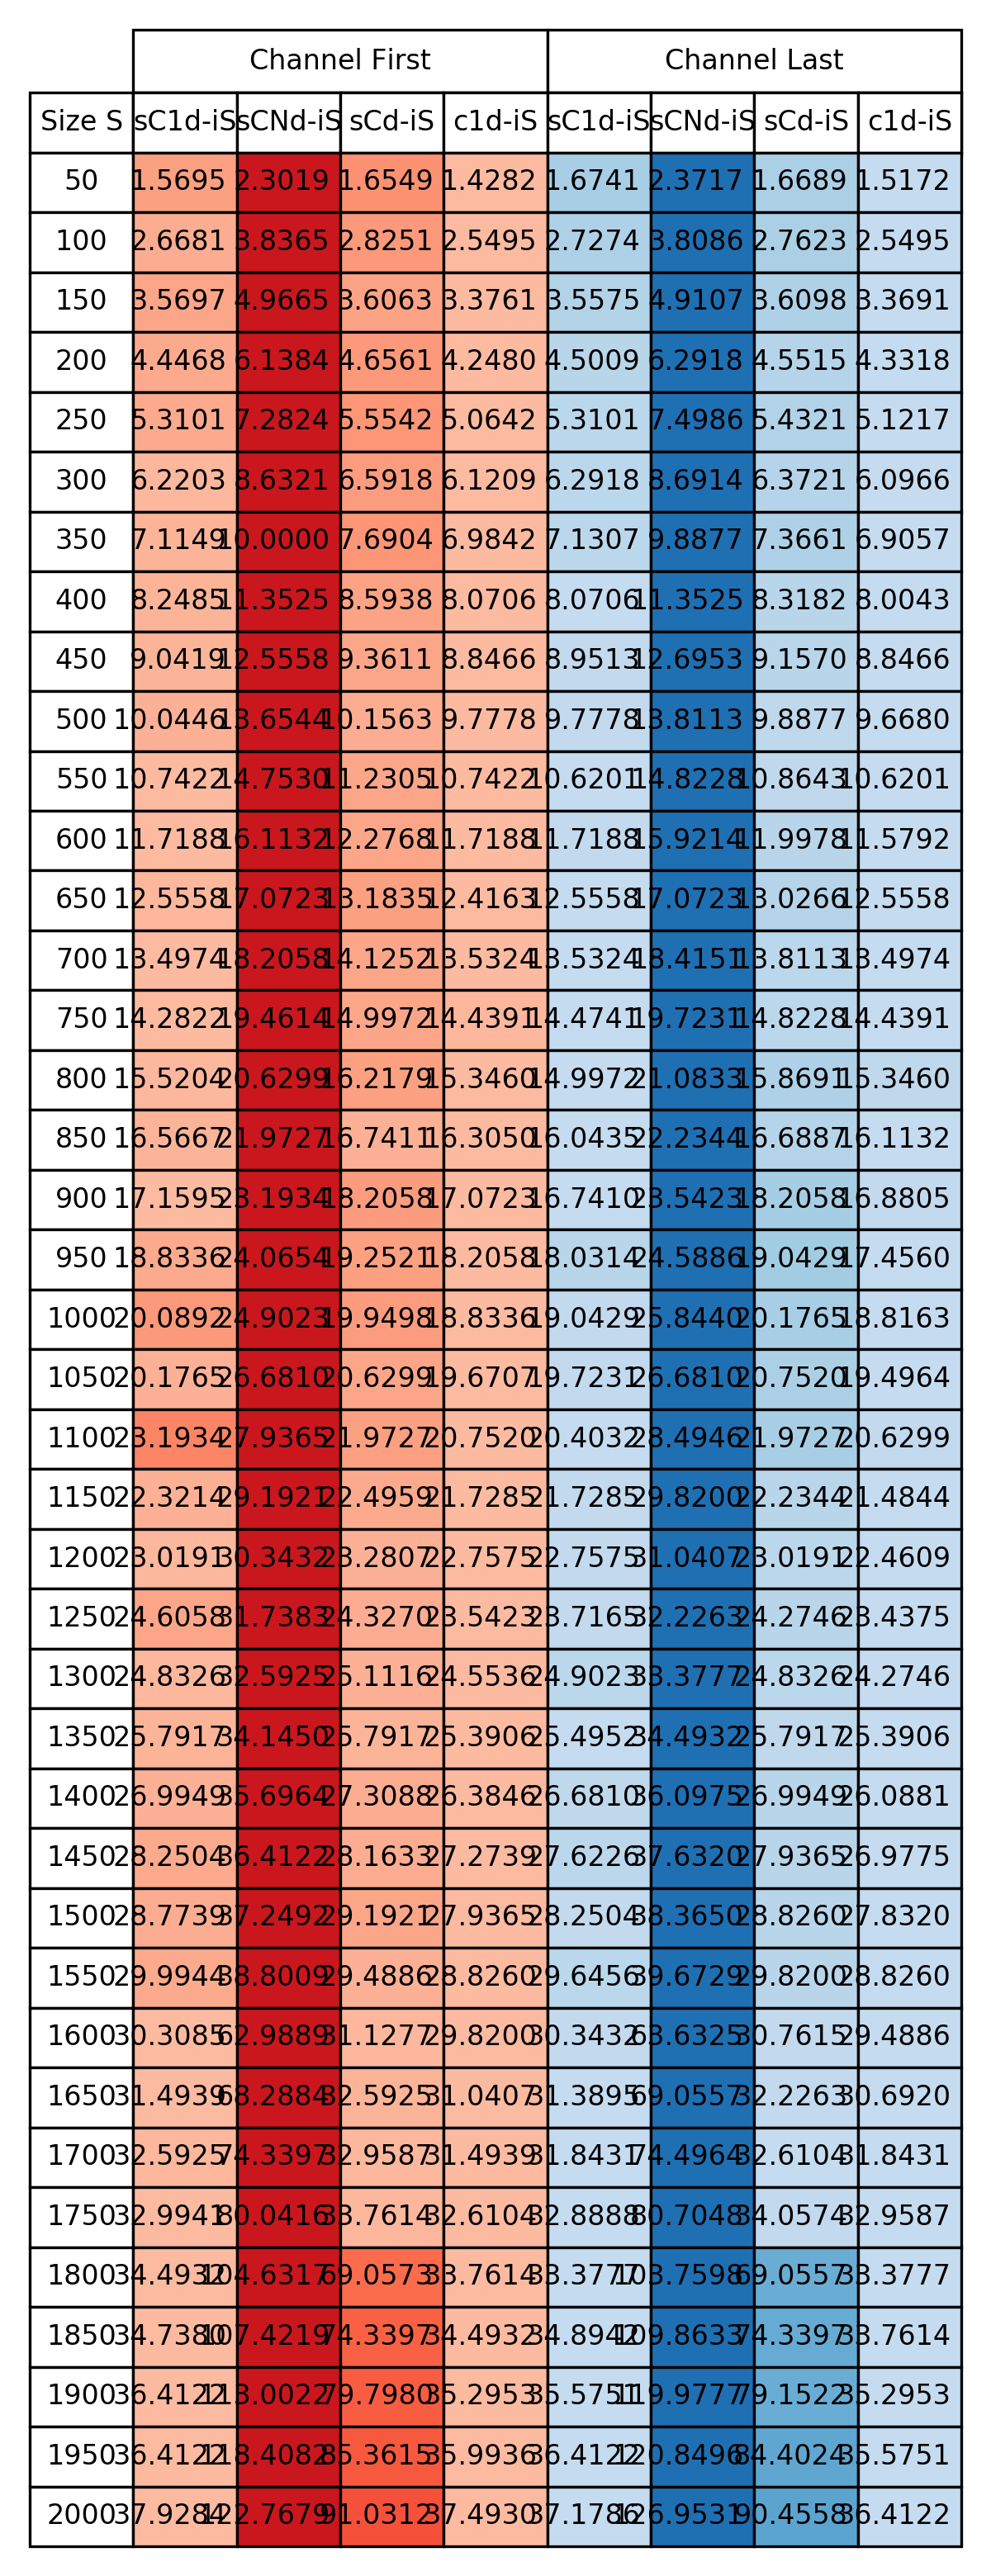 Channel First Channel Last
Size S sC1d-iS sCNd-iS sCd-iS c1d-iS sC1d-iS sCNd-iS sCd-iS c1d-iS
50 1.5695 2.3019 1.6549 1.4282 1.6741 2.3717 1.6689 1.5172
100 2.6681 3.8365 2.8251 2.5495 2.7274 3.8086 2.7623 2.5495
150 3.5697 4.9665 3.6063 3.3761 3.5575 4.9107 3.6098 3.3691
200 4.4468 6.1384 4.6561 4.2480 4.5009 6.2918 4.5515 4.3318
250 5.3101 7.2824 5.5542 5.0642 5.3101 7.4986 5.4321 5.1217
300 6.2203 8.6321 6.5918 6.1209 6.2918 8.6914 6.3721 6.0966
350 7.1149 10.0000 7.6904 6.9842 7.1307 9.8877 7.3661 6.9057
400 8.2485 11.3525 8.5938 8.0706 8.0706 11.3525 8.3182 8.0043
450 9.0419 12.5558 9.3611 8.8466 8.9513 12.6953 9.1570 8.8466
500 10.0446 13.6544 10.1563 9.7778 9.7778 13.8113 9.8877 9.6680
550 10.7422 14.7530 11.2305 10.7422 10.6201 14.8228 10.8643 10.6201
600 11.7188 16.1132 12.2768 11.7188 11.7188 15.9214 11.9978 11.5792
650 12.5558 17.0723 13.1835 12.4163 12.5558 17.0723 13.0266 12.5558
700 13.4974 18.2058 14.1252 13.5324 13.5324 18.4151 13.8113 13.4974
750 14.2822 19.4614 14.9972 14.4391 14.4741 19.7231 14.8228 14.4391
800 15.5204 20.6299 16.2179 15.3460 14.9972 21.0833 15.8691 15.3460
850 16.5667 21.9727 16.7411 16.3050 16.0435 22.2344 16.6887 16.1132
900 17.1595 23.1934 18.2058 17.0723 16.7410 23.5423 18.2058 16.8805
950 18.8336 24.0654 19.2521 18.2058 18.0314 24.5886 19.0429 17.4560
1000 20.0892 24.9023 19.9498 18.8336 19.0429 25.8440 20.1765 18.8163
1050 20.1765 26.6810 20.6299 19.6707 19.7231 26.6810 20.7520 19.4964
1100 23.1934 27.9365 21.9727 20.7520 20.4032 28.4946 21.9727 20.6299
1150 22.3214 29.1921 22.4959 21.7285 21.7285 29.8200 22.2344 21.4844
1200 23.0191 30.3432 23.2807 22.7575 22.7575 31.0407 23.0191 22.4609
1250 24.6058 31.7383 24.3270 23.5423 23.7165 32.2263 24.2746 23.4375
1300 24.8326 32.5925 25.1116 24.5536 24.9023 33.3777 24.8326 24.2746
1350 25.7917 34.1450 25.7917 25.3906 25.4952 34.4932 25.7917 25.3906
1400 26.9949 35.6964 27.3088 26.3846 26.6810 36.0975 26.9949 26.0881
1450 28.2504 36.4122 28.1633 27.2739 27.6226 37.6320 27.9365 26.9775
1500 28.7739 37.2492 29.1921 27.9365 28.2504 38.3650 28.8260 27.8320
1550 29.9944 38.8009 29.4886 28.8260 29.6456 39.6729 29.8200 28.8260
1600 30.3085 62.9889 31.1277 29.8200 30.3432 63.6325 30.7615 29.4886
1650 31.4939 68.2884 32.5925 31.0407 31.3895 69.0557 32.2263 30.6920
1700 32.5925 74.3397 32.9587 31.4939 31.8431 74.4964 32.6104 31.8431
1750 32.9941 80.0416 33.7614 32.6104 32.8888 80.7048 34.0574 32.9587
1800 34.4932 104.6317 69.0573 33.7614 33.3777 103.7598 69.0557 33.3777
1850 34.7380 107.4219 74.3397 34.4932 34.8942 109.8633 74.3397 33.7614
1900 36.4122 113.0022 79.7980 35.2953 35.5751 119.9777 79.1522 35.2953
1950 36.4122 118.4082 85.3615 35.9936 36.4122 120.8496 84.4024 35.5751
2000 37.9284 122.7679 91.0312 37.4930 37.1786 126.9531 90.4558 36.4122